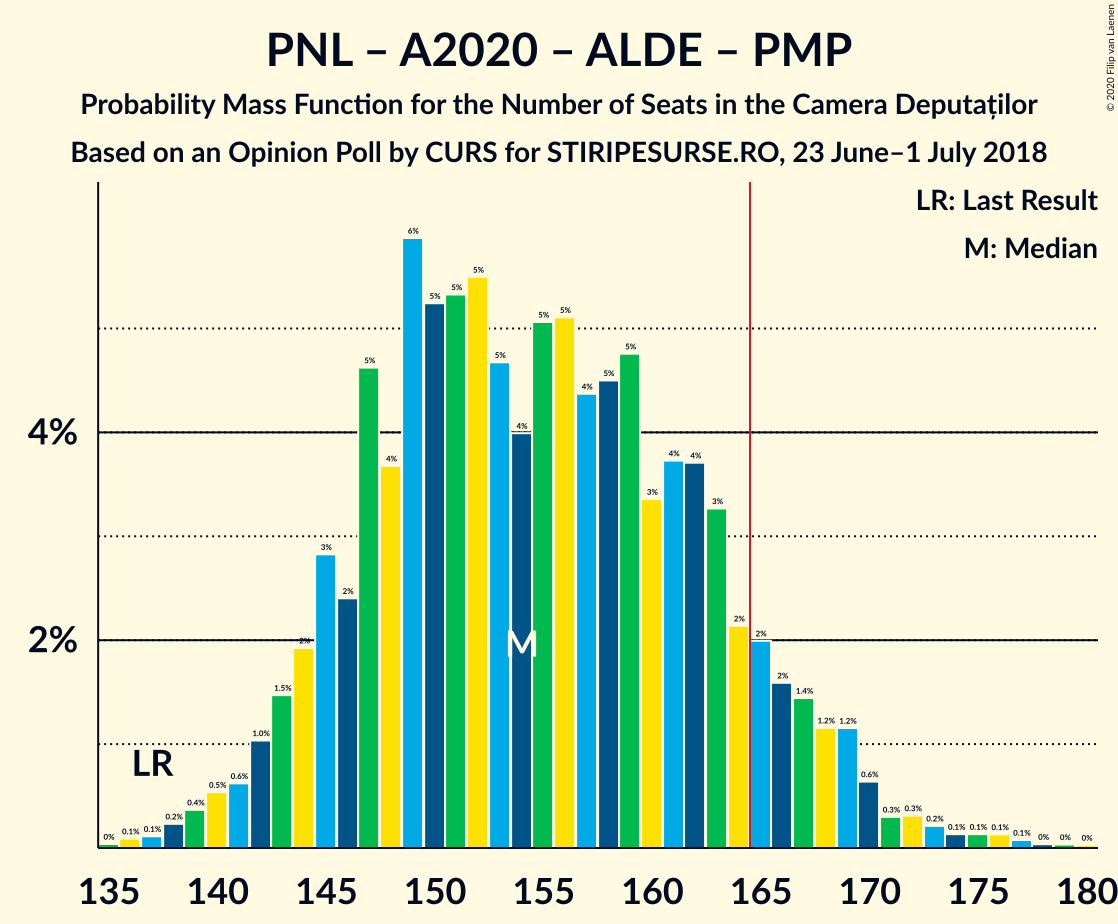 PNL – A2020 – ALDE – PMP
Probability Mass Function for the Number of Seats in the Camera Deputaților
Based on an Opinion Poll by CURS for STIRIPESURSE.RO, 23 June–1 July 2018
© 2020 Filip van Laenen
LR: Last Result
M: Median
4%
2%
0% 0.1% 0.1% 0.2% 0.4% 0.5% 0.6% 1.0% 1.5% 2% 3% 2% 5% 4% 6% 5% 5% 5% 5% 4% 5% 5% 4% 5% 5% 3% 4% 4% 3% 2% 2% 2% 1.4% 1.2% 1.2% 0.6% 0.3% 0.3% 0.2% 0.1% 0.1% 0.1% 0.1% 0% 0% 0%
M
LR
135 140 145 150 155 160 165 170 175 180